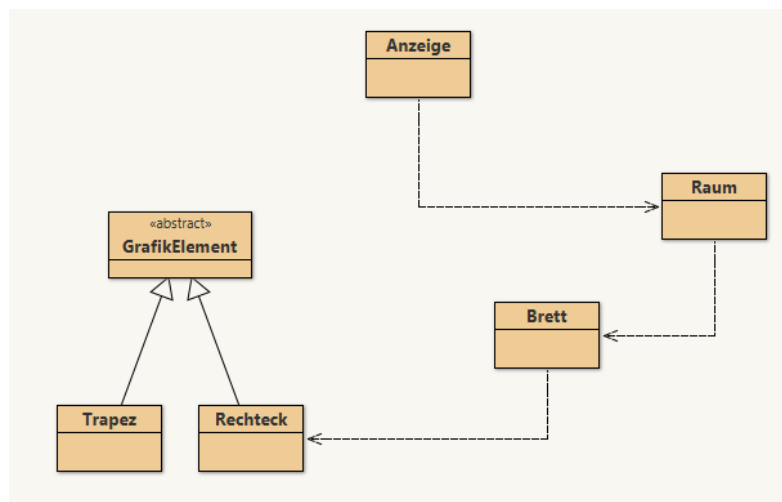 Anzeige
Raum
«abstract»
GrafikElement
Brett
Trapez
Rechteck